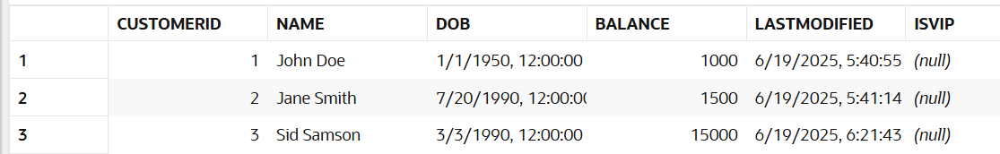 CUSTOMERID NAME DOB BALANCE LASTMODIFIED ISVIP
1 1 John Doe 1/1/1950, 12:00:00 1000 6/19/2025, 5:40:55 (null)
2 2 Jane Smith 7/20/1990, 12:00:00 1500 6/19/2025, 5:41:14 (null)
3 3 Sid Samson 3/3/1990, 12:00:00 15000 6/19/2025, 6:21:43 (null)